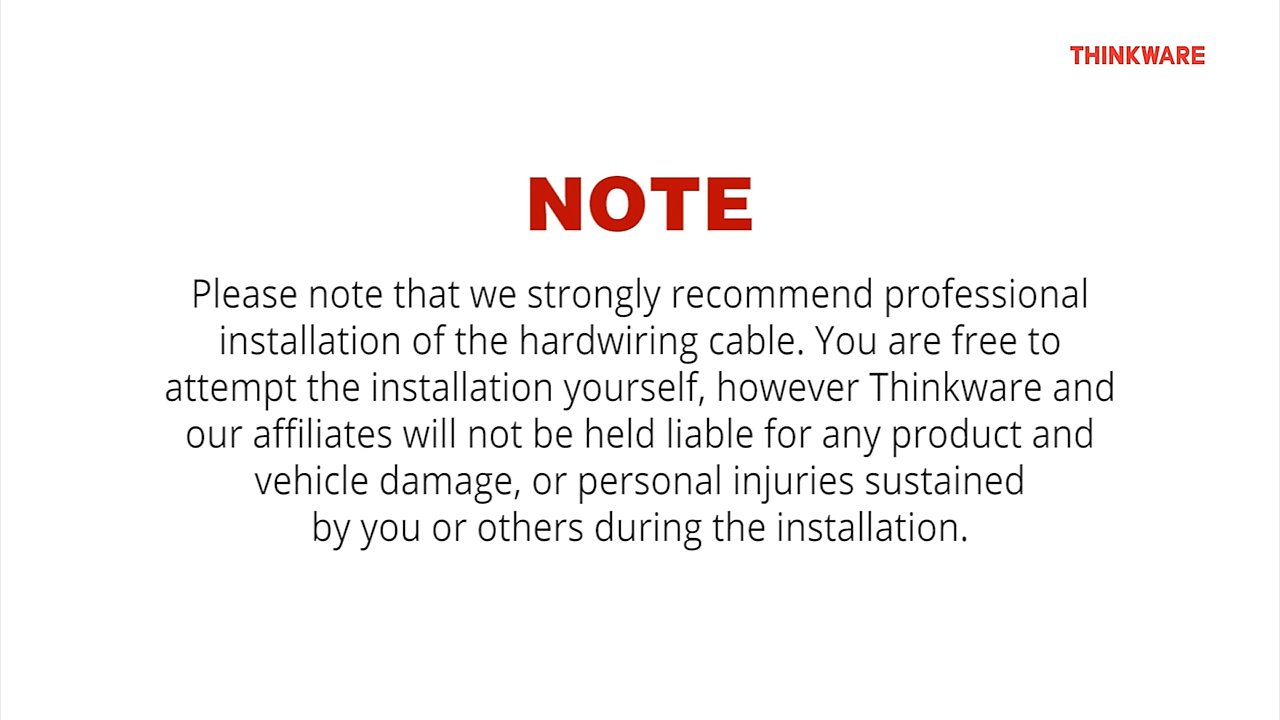 THINKWARE
NOTE
Please note that we strongly recommend professional
installation of the hardwiring cable. You are free to
attempt the installation yourself, however Thinkware and
our affiliates will not be held liable for any product and
vehicle damage, or personal injuries sustained
by you or others during the installation.